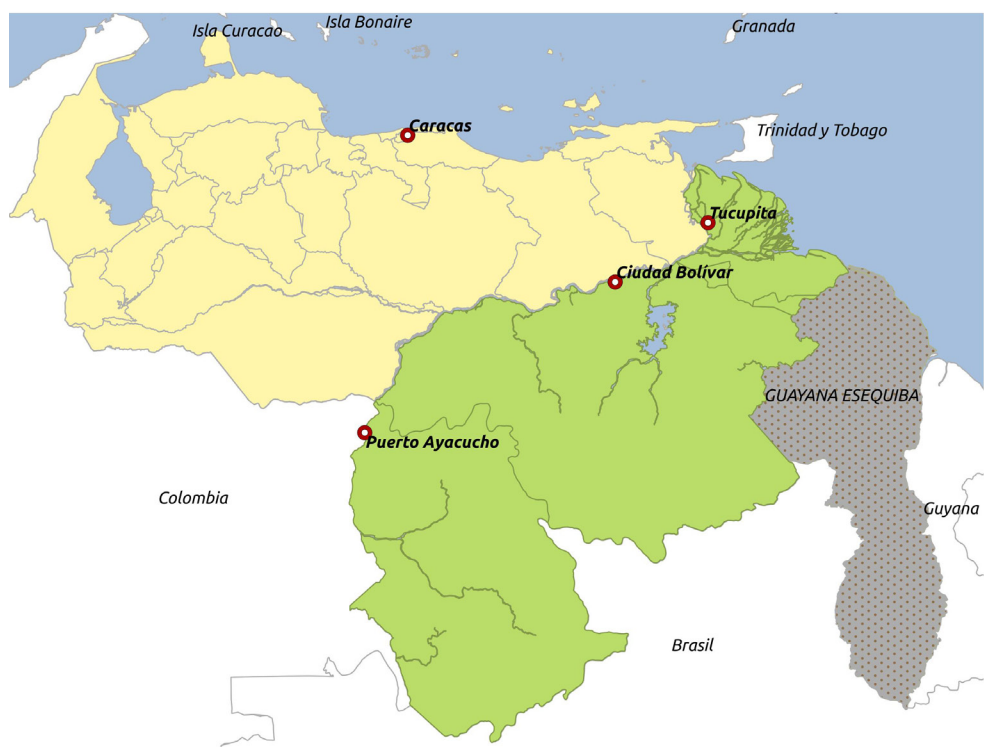 Isla Bonaire
Isla Curacao
Granada
Caracas
Trinidad y Tobago
Tucupita
Ciudad Bolívar
GUAYANA ESEQUIBA
Puerto Ayacucho
Colombia
Guyana
Brasil